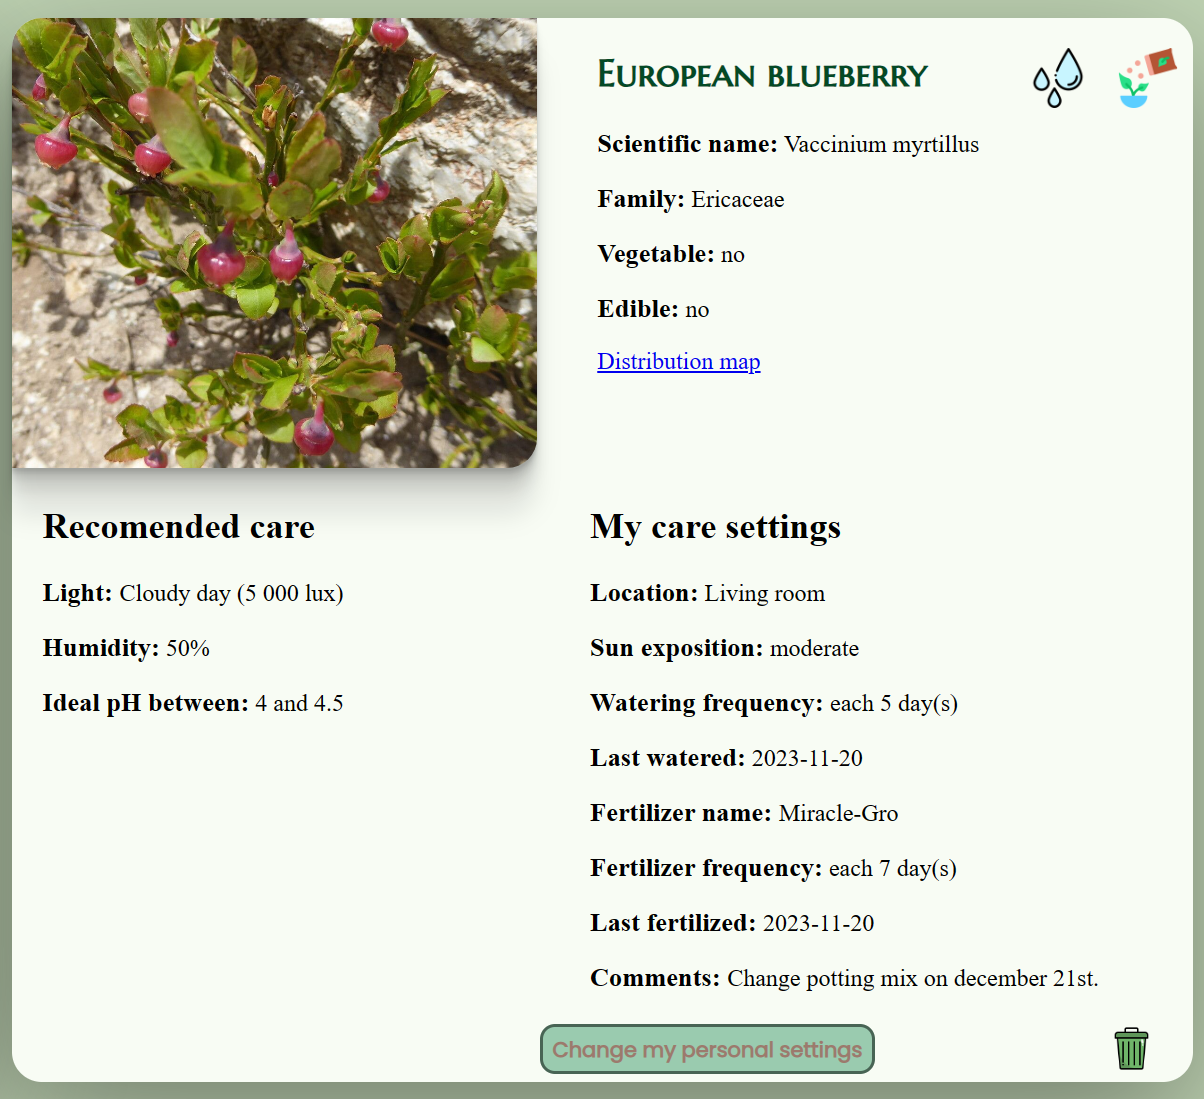 European blueberry
Scientific name: Vaccinium myrtillus
Family: Ericaceae
Vegetable: no
Edible: no
Distribution map
Recomended care
Light: Cloudy day (5 000 lux)
Humidity: 50%
Ideal pH between: 4 and 4.5
My care settings
Location: Living room
Sun exposition: moderate
Watering frequency: each 5 day(s)
Last watered: 2023-11-20
Fertilizer name: Miracle-Gro
Fertilizer frequency: each 7 day(s)
Last fertilized: 2023-11-20
Comments: Change potting mix on december 21st.
Change my personal settings